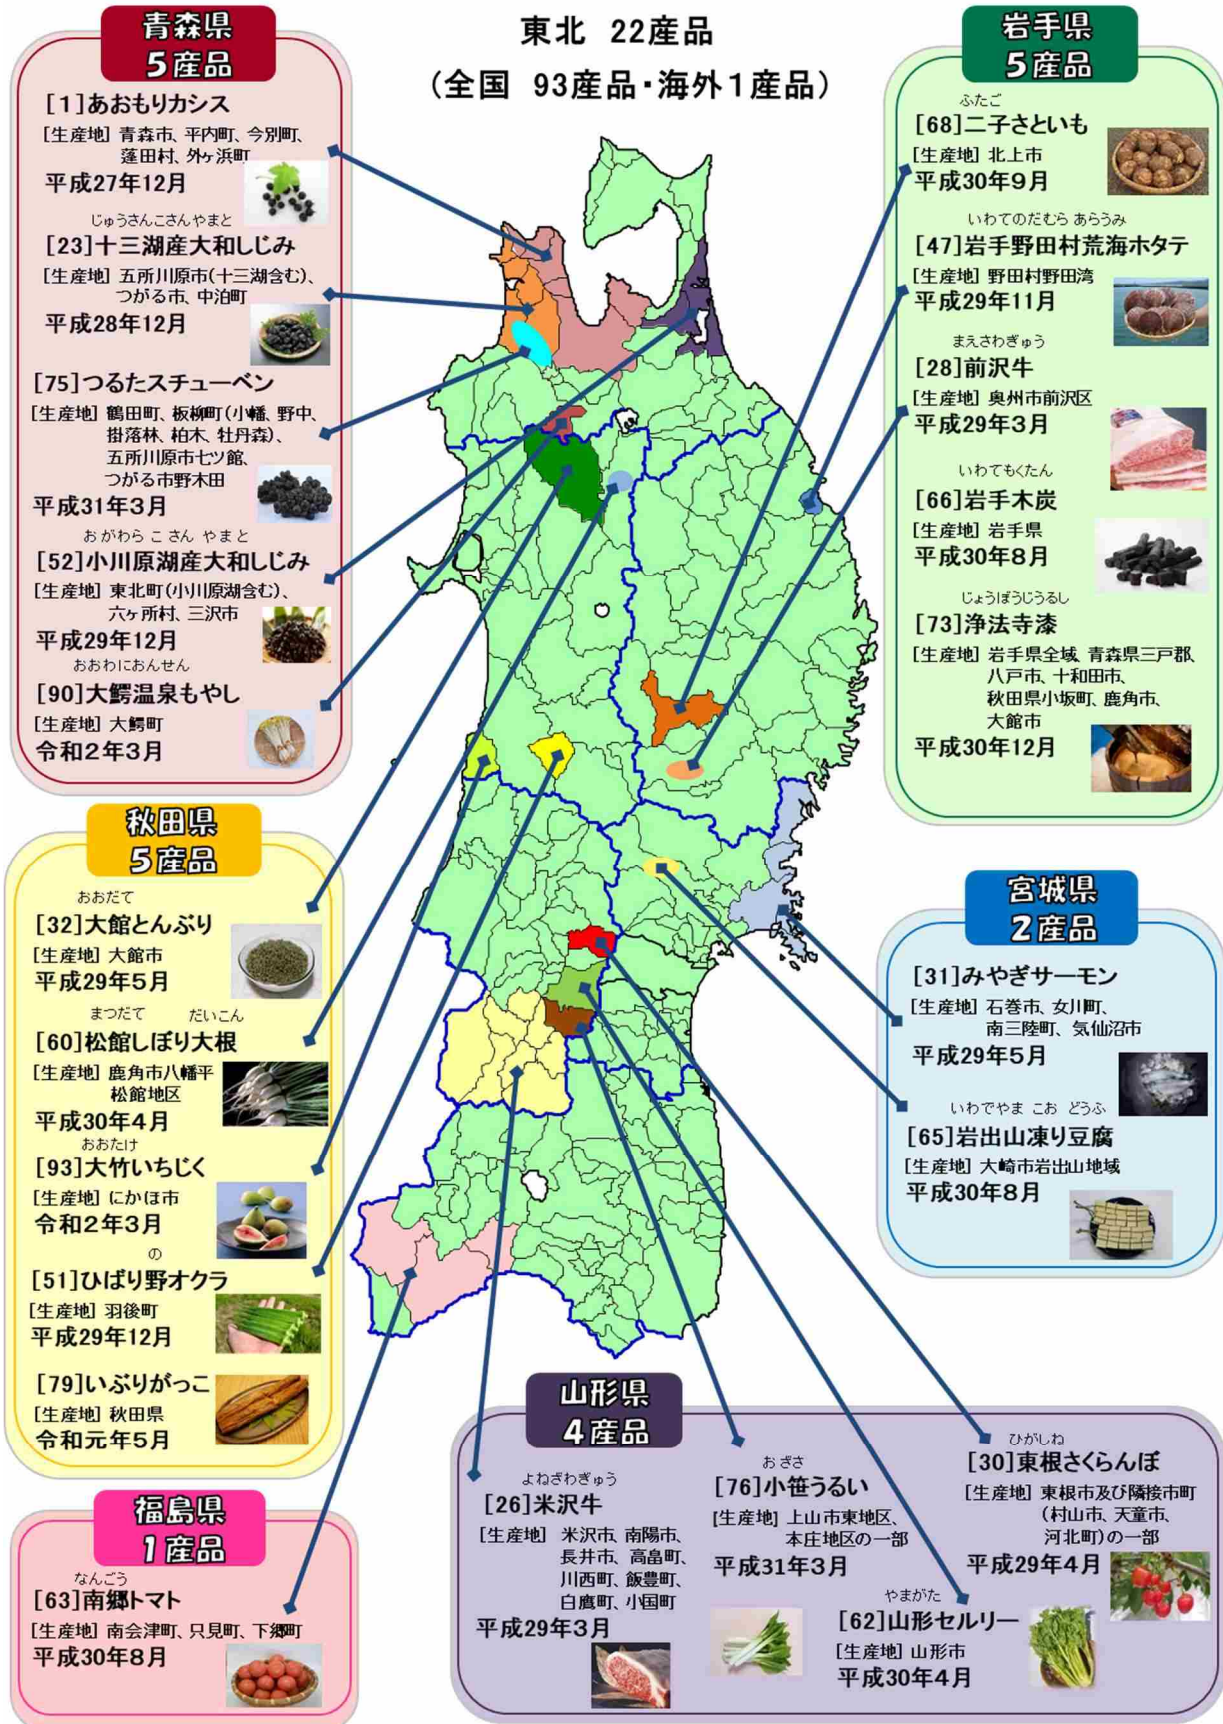 東北 22産品
(全国 93産品・海外1産品)
青森県
5産品
[1]あおもりカシス
[生産地] 青森市、平内町、今別町、
蓬田村、外ヶ浜町
平成27年12月
じゅうさんこさんやまと
[23]十三湖産大和しじみ
[生産地] 五所川原市(十三湖含む)、
つがる市、中泊町
平成28年12月
[75]つるたスチューベン
[生産地] 鶴田町、板柳町(小幡、野中、
掛落林、柏木、牡丹森)、
五所川原市七ツ館、
つがる市野木田
平成31年3月
おがわら こ さん やまと
[52]小川原湖産大和しじみ
[生産地] 東北町(小川原湖含む)、
六ヶ所村、三沢市
平成29年12月
おおわにおんせん
[90]大鰐温泉もやし
[生産地] 大鰐町
令和2年3月
岩手県
5産品
ふたご
[68]二子さといも
[生産地] 北上市
平成30年9月
いわてのだむら あらうみ
[47]岩手野田村荒海ホタテ
[生産地] 野田村野田湾
平成29年11月
まえさわぎゅう
[28]前沢牛
[生産地] 奥州市前沢区
平成29年3月
いわてもくたん
[66]岩手木炭
[生産地] 岩手県
平成30年8月
じょうぼうじうるし
[73]浄法寺漆
[生産地] 岩手県全域、青森県三戸郡、
八戸市、十和田市、
秋田県小坂町、鹿角市、
大館市
平成30年12月
秋田県
5産品
おおだて
[32]大館とんぶり
[生産地] 大館市
平成29年5月
まつだて だいこん
[60]松館しぼり大根
[生産地] 鹿角市八幡平
松館地区
平成30年4月
おおたけ
[93]大竹いちじく
[生産地] にかほ市
令和2年3月
の
[51]ひばり野オクラ
[生産地] 羽後町
平成29年12月
[79]いぶりがっこ
[生産地] 秋田県
令和元年5月
宮城県
2産品
[31]みやぎサーモン
[生産地] 石巻市、女川町、
南三陸町、気仙沼市
平成29年5月
いわでやま こお どうふ
[65]岩出山凍り豆腐
[生産地] 大崎市岩出山地域
平成30年8月
福島県
1産品
なんごう
[63]南郷トマト
[生産地] 南会津町、只見町、下郷町
平成30年8月
山形県
4産品
よねざわぎゅう
[26]米沢牛
[生産地] 米沢市、南陽市、
長井市、高畠町、
川西町、飯豊町、
白鷹町、小国町
平成29年3月
おざさ
[76]小笹うるい
[生産地] 上山市東地区、
本庄地区の一部
平成31年3月
ひがしね
[30]東根さくらんぼ
[生産地] 東根市及び隣接市町
(村山市、天童市、
河北町)の一部
平成29年4月
やまがた
[62]山形セルリー
[生産地] 山形市
平成30年4月